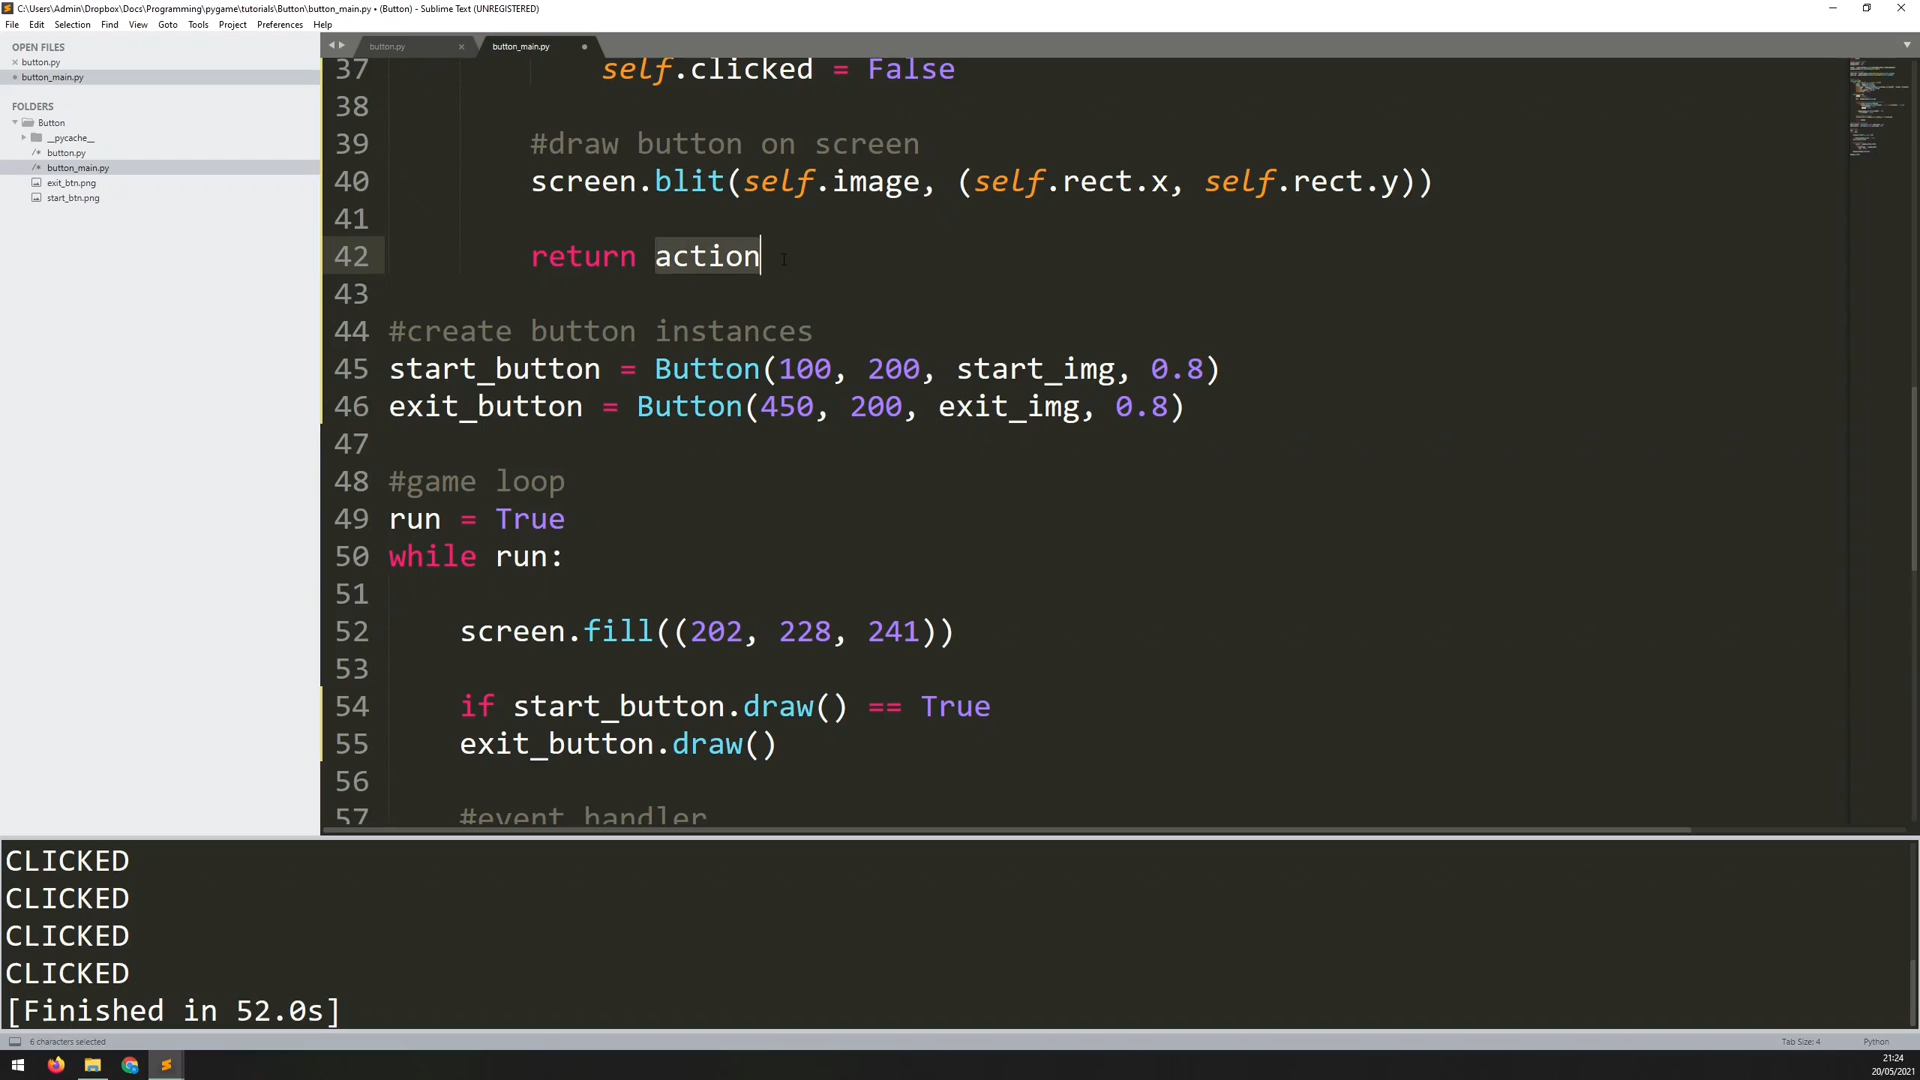 C:\Users\Admin\Dropbox\Docs\Programming\pygame\tutorials\Button\button_main.py • (Button) - Sublime Text (UNREGISTERED)
File Edit Selection Find View Goto Tools Project Preferences Help
OPEN FILES
button.py
button_main.py
FOLDERS
Button
__pycache__
button.py
button_main.py
exit_btn.png
start_btn.png
button.py
button_main.py
37 self.clicked = False
38
39 #draw button on screen
40 screen.blit(self.image, (self.rect.x, self.rect.y))
41
42 return action
43
44 #create button instances
45 start_button = Button(100, 200, start_img, 0.8)
46 exit_button = Button(450, 200, exit_img, 0.8)
47
48 #game loop
49 run = True
50 while run:
51
52 screen.fill((202, 228, 241))
53
54 if start_button.draw() == True
55 exit_button.draw()
56
57 #event handler
CLICKED
CLICKED
CLICKED
CLICKED
[Finished in 52.0s]
6 characters selected
Tab Size: 4
Python
21:24
20/05/2021